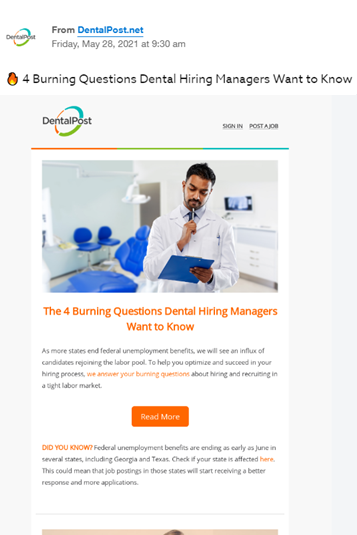 DentalPost
From DentalPost.net
Friday, May 28, 2021 at 9:30 am
🔥 4 Burning Questions Dental Hiring Managers Want to Know
DentalPost
SIGN IN POST A JOB
The 4 Burning Questions Dental Hiring Managers
Want to Know
As more states end federal unemployment benefits, we will see an influx of
candidates rejoining the labor pool. To help you optimize and succeed in your
hiring process, we answer your burning questions about hiring and recruiting in
a tight labor market.
Read More
DID YOU KNOW? Federal unemployment benefits are ending as early as June in
several states, including Georgia and Texas. Check if your state is affected here.
This could mean that job postings in those states will start receiving a better
response and more applications.